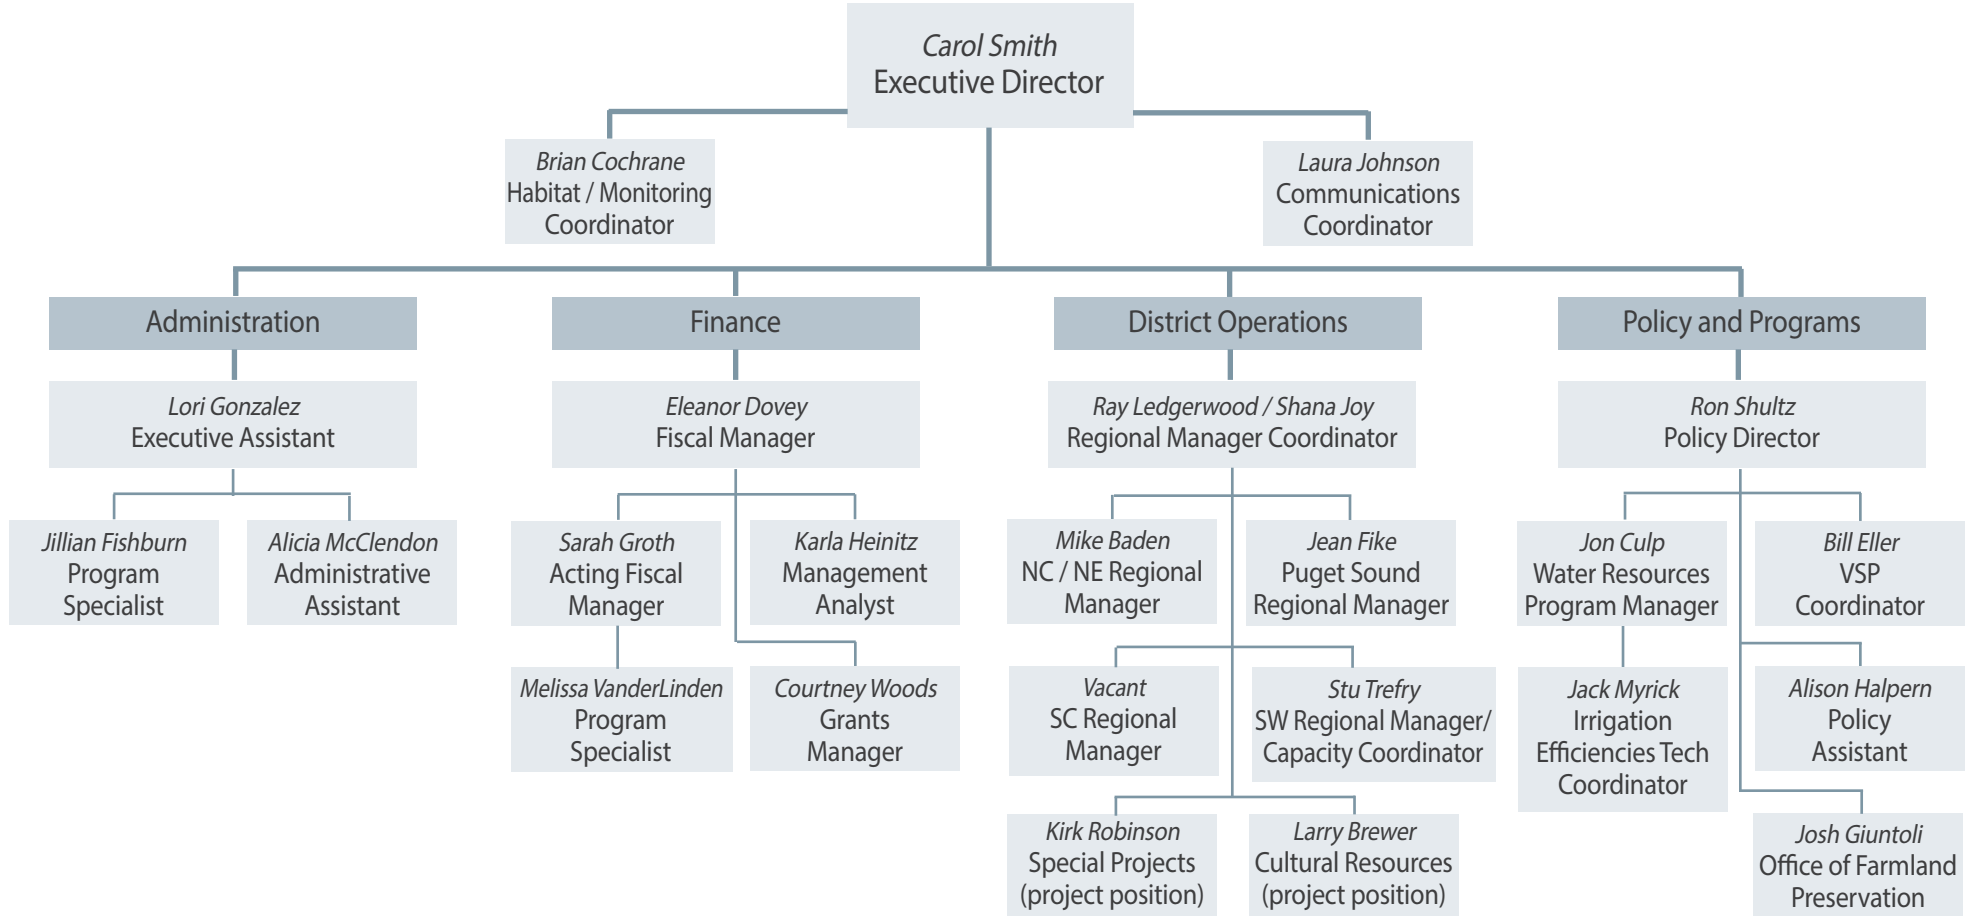 Carol Smith
Executive Director
Brian Cochrane
Habitat / Monitoring
Coordinator
Laura Johnson
Communications
Coordinator
Administration
Finance
District Operations
Policy and Programs
Lori Gonzalez
Executive Assistant
Eleanor Dovey
Fiscal Manager
Ray Ledgerwood / Shana Joy
Regional Manager Coordinator
Ron Shultz
Policy Director
Jillian Fishburn
Program
Specialist
Alicia McClendon
Administrative
Assistant
Sarah Groth
Acting Fiscal
Manager
Karla Heinitz
Management
Analyst
Mike Baden
NC / NE Regional
Manager
Jean Fike
Puget Sound
Regional Manager
Jon Culp
Water Resources
Program Manager
Bill Eller
VSP
Coordinator
Melissa VanderLinden
Program
Specialist
Courtney Woods
Grants
Manager
Vacant
SC Regional
Manager
Stu Trefry
SW Regional Manager/
Capacity Coordinator
Jack Myrick
Irrigation
Efficiencies Tech
Coordinator
Alison Halpern
Policy
Assistant
Kirk Robinson
Special Projects
(project position)
Larry Brewer
Cultural Resources
(project position)
Josh Giuntoli
Office of Farmland
Preservation